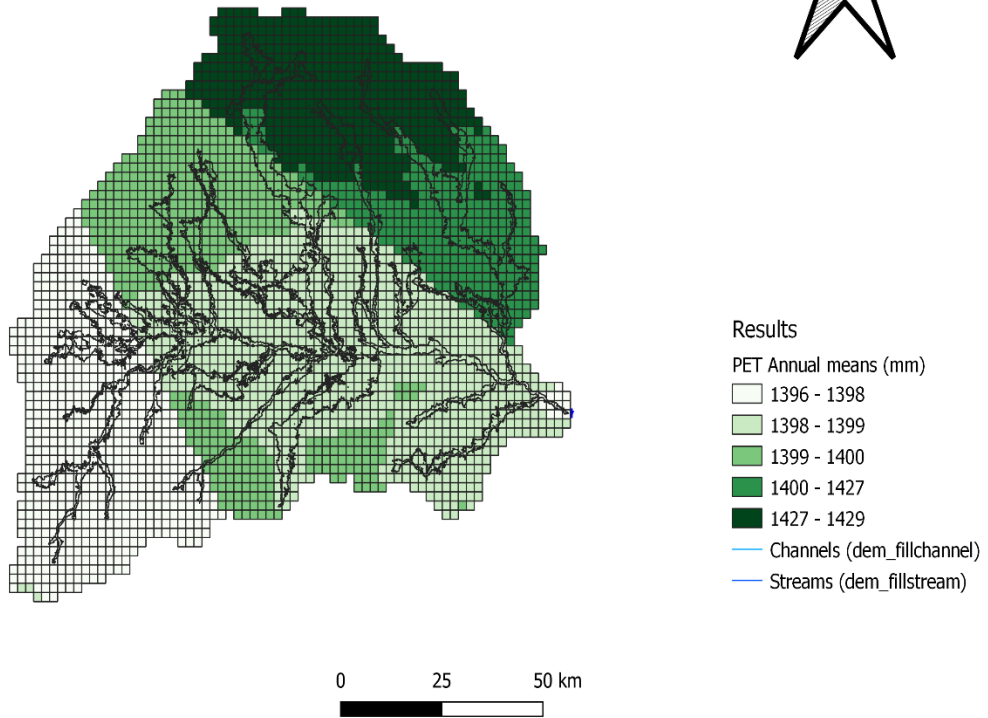 Results
PET Annual means (mm)
1396 - 1398
1398 - 1399
1399 - 1400
1400 - 1427
1427 - 1429
Channels (dem_fillchannel)
Streams (dem_fillstream)
0 25 50 km